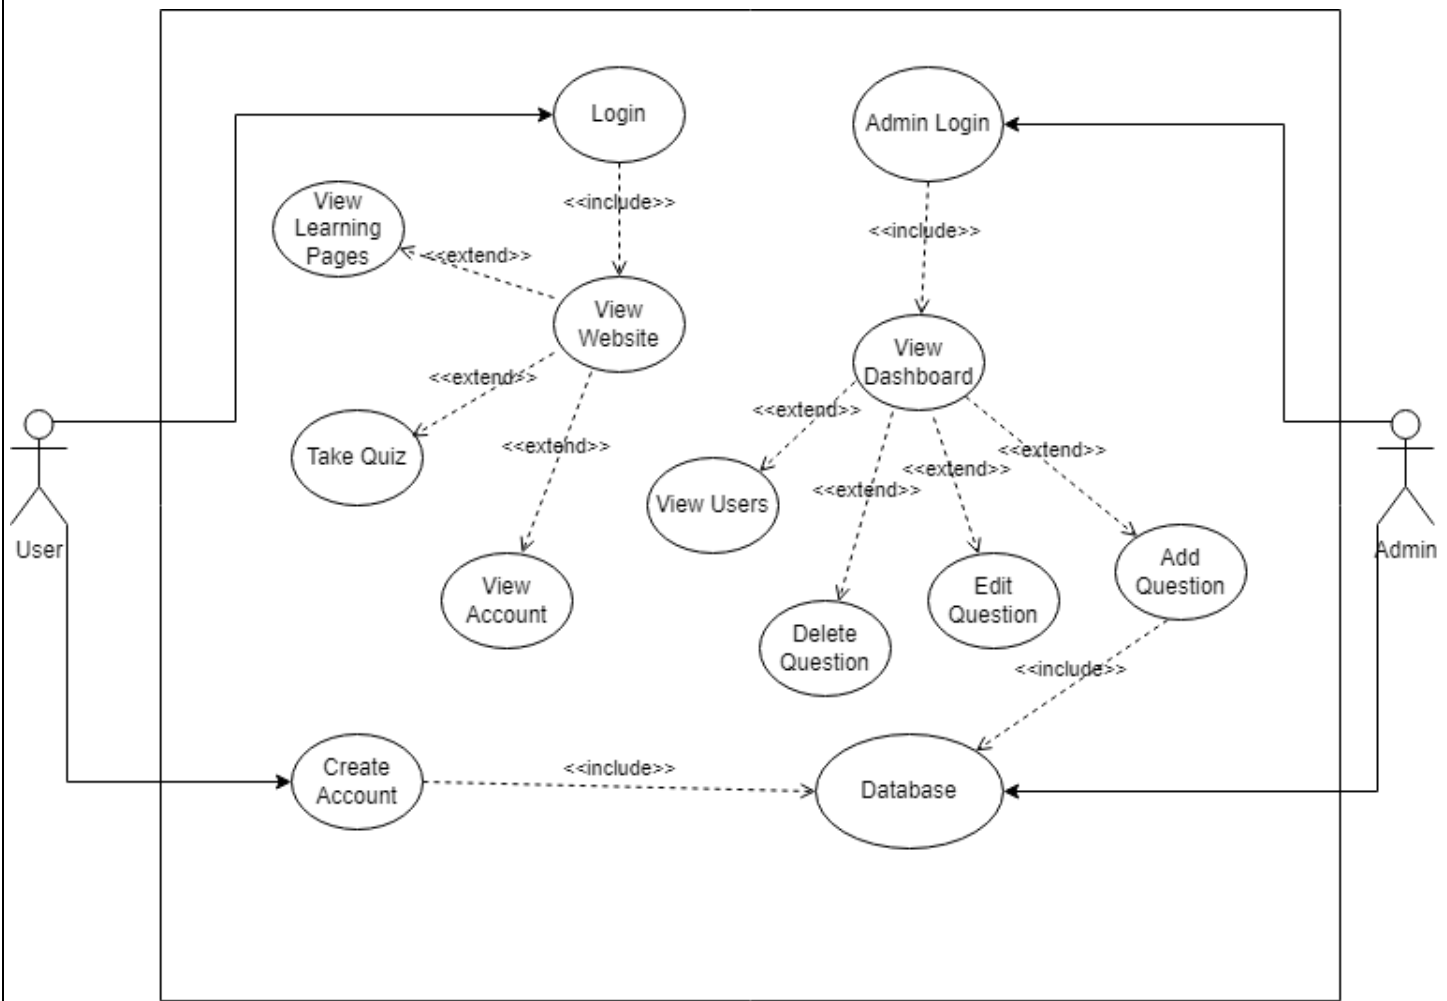 Login
Admin Login
<<include>>
View
Learning
Pages
<<extend>>
<<include>>
View
Website
View
Dashboard
<<extend>>
<<extend>>
<<extend>>
<<extend>>
<<extend>>
<<extend>>
Take Quiz
View Users
User
Admin
View
Account
Edit
Question
Add
Question
Delete
Question
<<include>>
Create
Account
<<include>>
Database